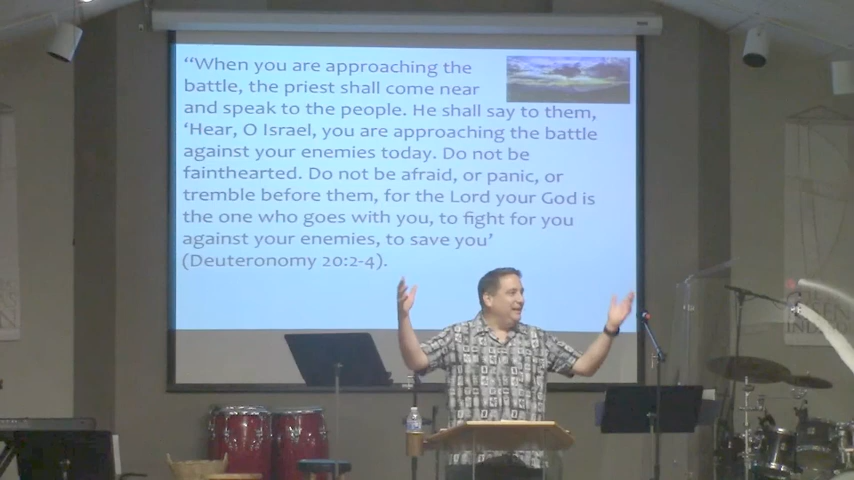 “When you are approaching the
battle, the priest shall come near
and speak to the people. He shall say to them,
‘Hear, O Israel, you are approaching the battle
against your enemies today. Do not be
fainthearted. Do not be afraid, or panic, or
tremble before them, for the Lord your God is
the one who goes with you, to fight for you
against your enemies, to save you’
(Deuteronomy 20:2-4).